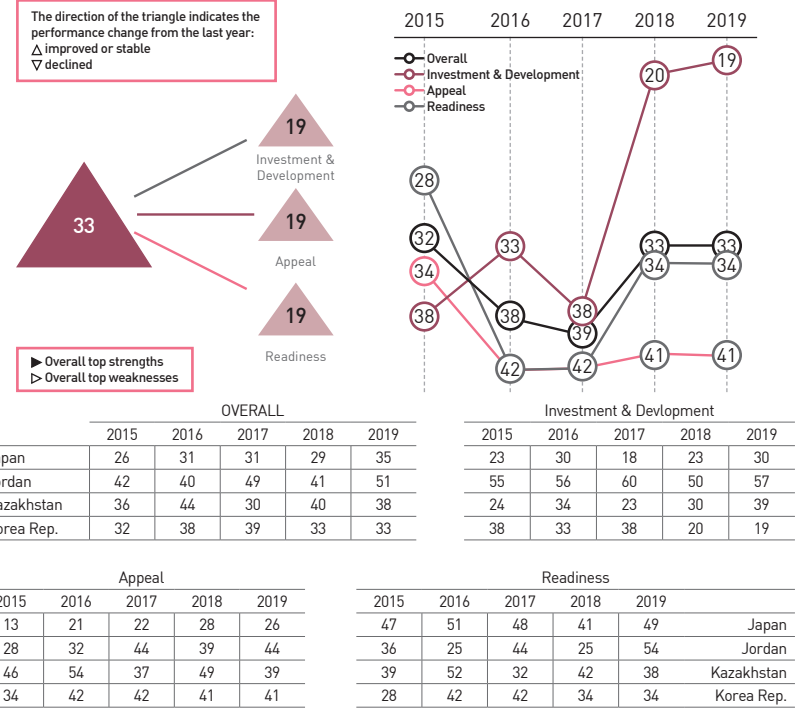 The direction of the triangle indicates the
performance change from the last year:
△ improved or stable
▽ declined
33
19
Investment &
Development
19
Appeal
19
Readiness
▶ Overall top strengths
▷ Overall top weaknesses
2015 2016 2017 2018 2019
Overall
Investment & Development
Appeal
Readiness
28
32
34
38
33
38
42
38
39
42
20
33
34
41
19
33
34
41
OVERALL
2015 2016 2017 2018 2019
apan 26 31 31 29 35
ordan 42 40 49 41 51
azakhstan 36 44 30 40 38
orea Rep. 32 38 39 33 33
Investment & Devlopment
2015 2016 2017 2018 2019
23 30 18 23 30
55 56 60 50 57
24 34 23 30 39
38 33 38 20 19
Appeal
2015 2016 2017 2018 2019
13 21 22 28 26
28 32 44 39 44
46 54 37 49 39
34 42 42 41 41
Readiness
2015 2016 2017 2018 2019
47 51 48 41 49 Japan
36 25 44 25 54 Jordan
39 52 32 42 38 Kazakhstan
28 42 42 34 34 Korea Rep.